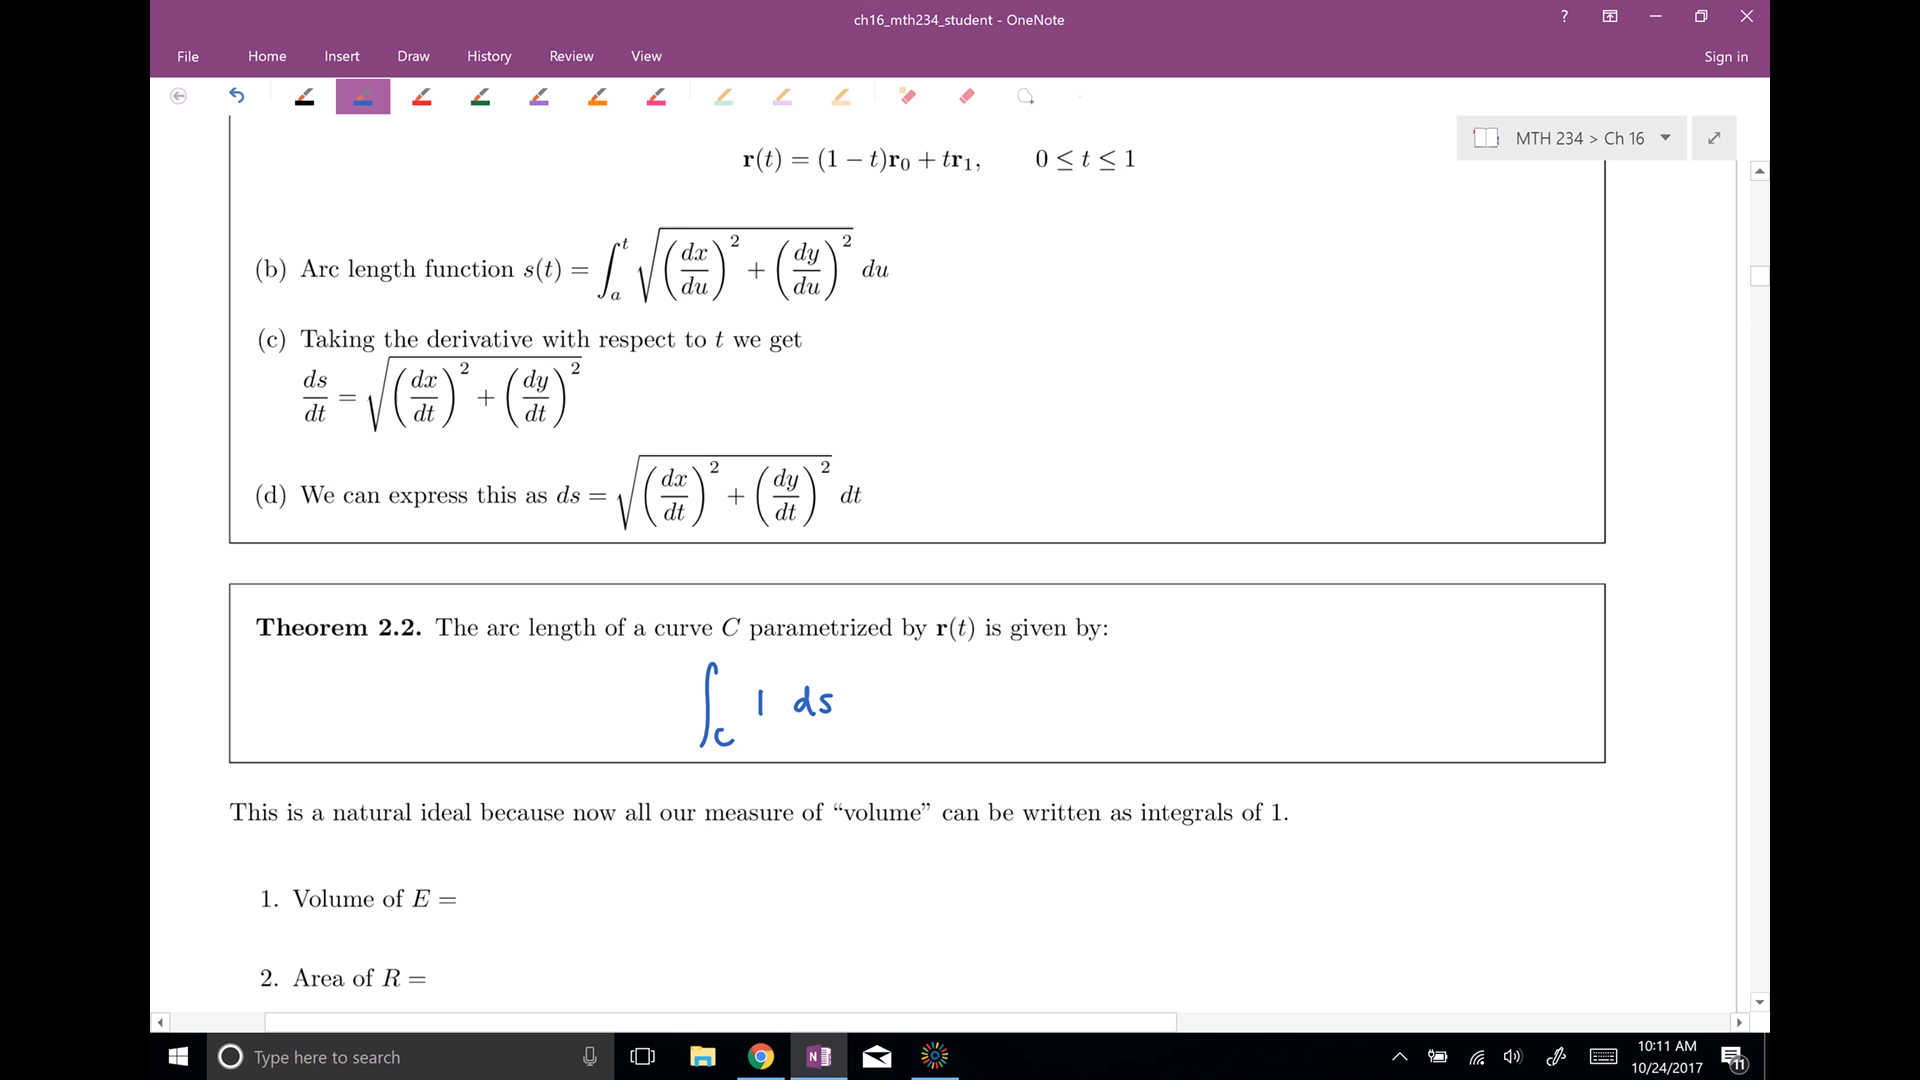 ch16_mth234_student - OneNote
?
File Home Insert Draw History Review View Sign in
MTH 234 > Ch 16
r(t) = (1 − t)r₀ + tr₁, 0 ≤ t ≤ 1
(b) Arc length function s(t) = ∫ₐᵗ √((dx/du)² + (dy/du)²) du
(c) Taking the derivative with respect to t we get
ds/dt = √((dx/dt)² + (dy/dt)²)
(d) We can express this as ds = √((dx/dt)² + (dy/dt)²) dt
Theorem 2.2. The arc length of a curve C parametrized by r(t) is given by:
∫_C 1 ds
This is a natural ideal because now all our measure of “volume” can be written as integrals of 1.
1. Volume of E =
2. Area of R =
Type here to search
10:11 AM
10/24/2017
11